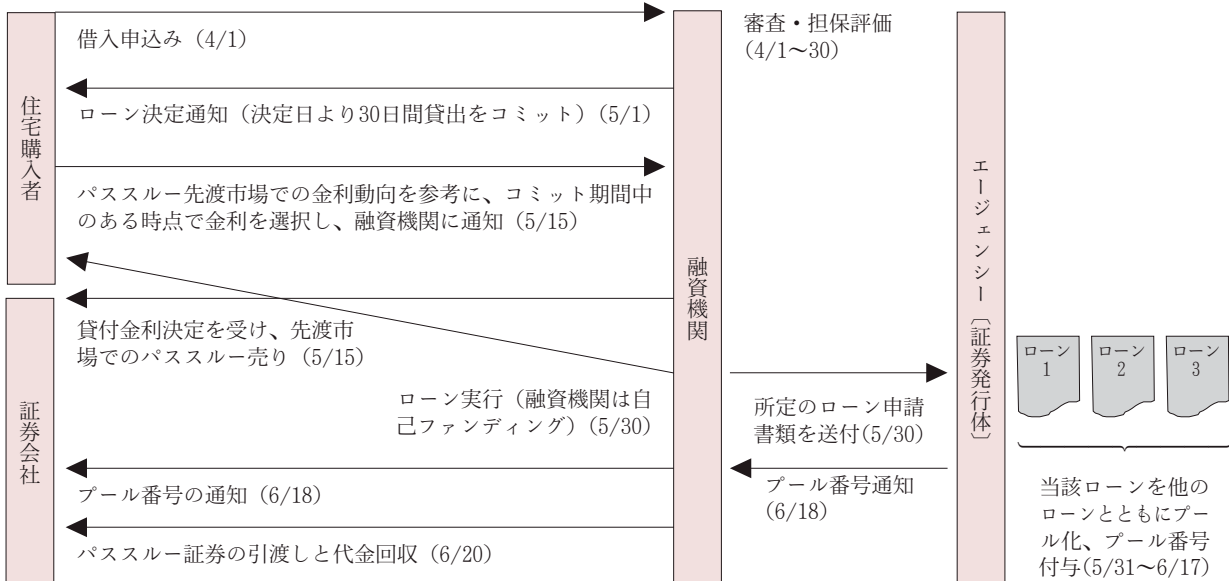 借入申込み（4/1）
審査・担保評価
（4/1～30）
ローン決定通知（決定日より30日間貸出をコミット）（5/1）
住宅購入者
パススルー先渡市場での金利動向を参考に、コミット期間中
のある時点で金利を選択し、融資機関に通知（5/15）
融資機関
エージェンシー〔証券発行体〕
貸付金利決定を受け、先渡市
場でのパススルー売り（5/15）
ローン実行（融資機関は自
己ファンディング）（5/30）
所定のローン申請
書類を送付(5/30)
ローン
1
ローン
2
ローン
3
証券会社
プール番号の通知（6/18）
プール番号通知
（6/18）
当該ローンを他の
ローンとともにプー
ル化、プール番号
付与(5/31～6/17)
パススルー証券の引渡しと代金回収（6/20）